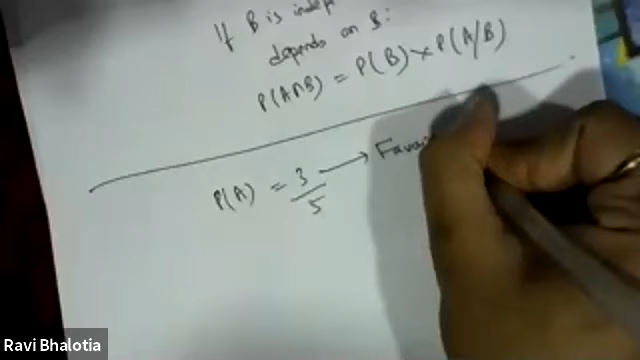 If B is indep
depends on B:
P(A∩B) = P(B) × P(A/B)
P(A) = 3/5 → Favo
Ravi Bhalotia